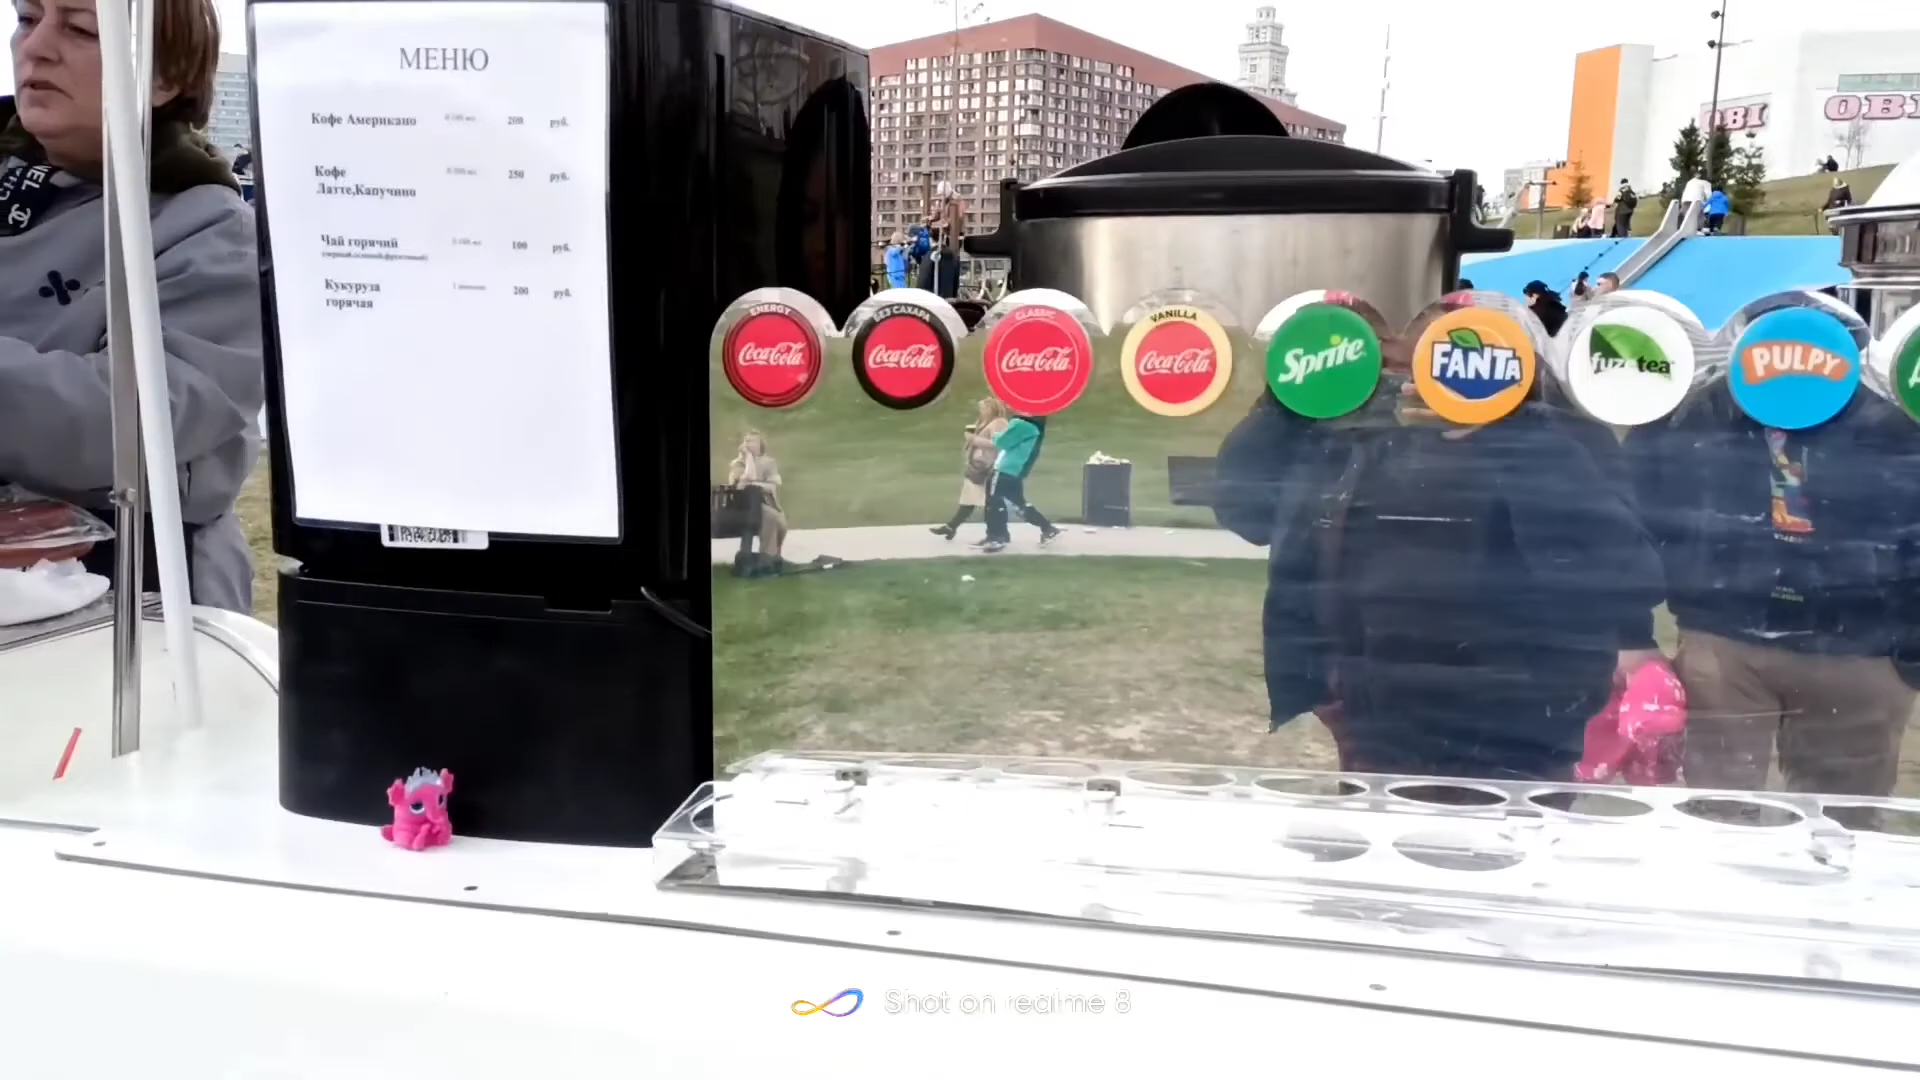 МЕНЮ
Кофе Американо 200 руб.
Кофе 250 руб.
Латте,Капучино
Чай горячий 100 руб.
Кукуруза 200 руб.
горячая
ENERGY
Coca-Cola
БЕЗ САХАРА
Coca-Cola
CLASSIC
Coca-Cola
VANILLA
Coca-Cola
Sprite
FANTA
fuzetea
PULPY
OBI
OBI
Shot on realme 8